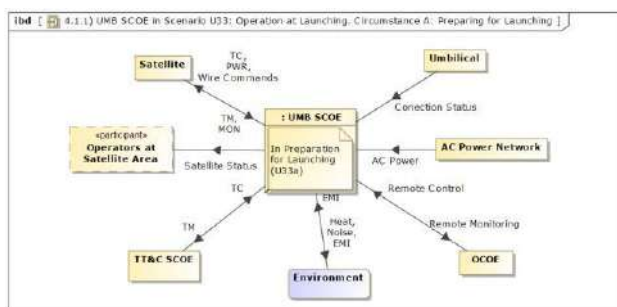 ibd [ 4.1.1) UMB SCOE in Scenario U33: Operation at Launching. Circumstance A: Preparing for Launching ]
Satellite
TC,
PWR,
Wire Commands
Umbilical
TM,
MON
: UMB SCOE
Conection Status
«participant»
Operators at
Satellite Area
Satellite Status
In Preparation
for Launching
(U33a)
AC Power
AC Power Network
TC
EMI
Remote Control
TM
Heat,
Noise,
EMI
Remote Monitoring
TT&C SCOE
Environment
OCOE